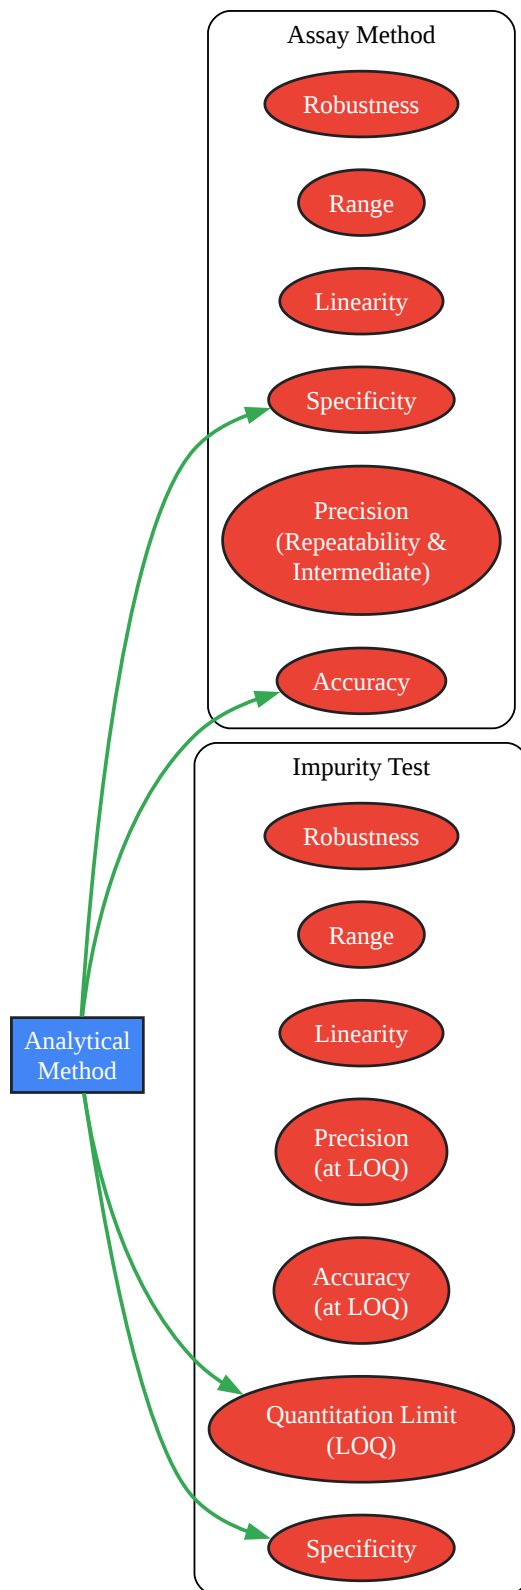 Assay Method
Robustness
Range
Linearity
Specificity
Precision
(Repeatability &
Intermediate)
Accuracy
Impurity Test
Robustness
Range
Linearity
Analytical
Method
Precision
(at LOQ)
Accuracy
(at LOQ)
Quantitation Limit
(LOQ)
Specificity